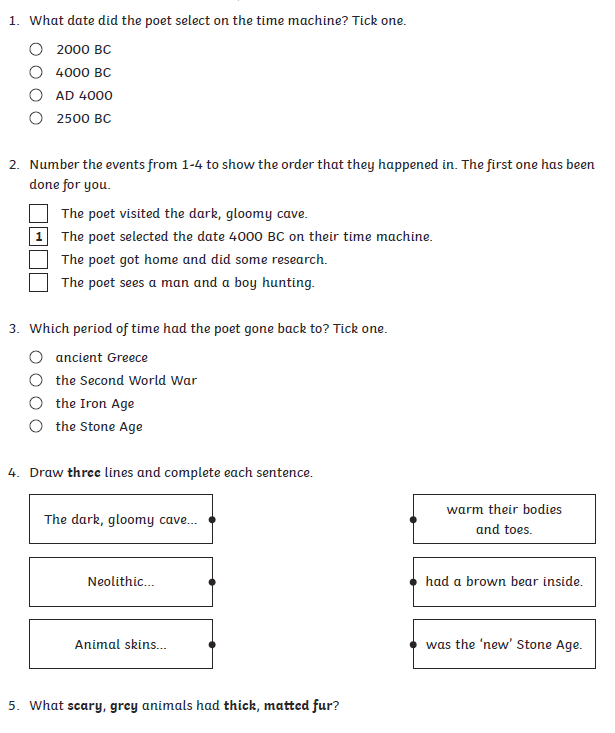 1. What date did the poet select on the time machine? Tick one.
2000 BC
4000 BC
AD 4000
2500 BC
2. Number the events from 1-4 to show the order that they happened in. The first one has been
done for you.
The poet visited the dark, gloomy cave.
1 The poet selected the date 4000 BC on their time machine.
The poet got home and did some research.
The poet sees a man and a boy hunting.
3. Which period of time had the poet gone back to? Tick one.
ancient Greece
the Second World War
the Iron Age
the Stone Age
4. Draw three lines and complete each sentence.
The dark, gloomy cave...
warm their bodies
and toes.
Neolithic...
had a brown bear inside.
Animal skins...
was the ‘new’ Stone Age.
5. What scary, grey animals had thick, matted fur?